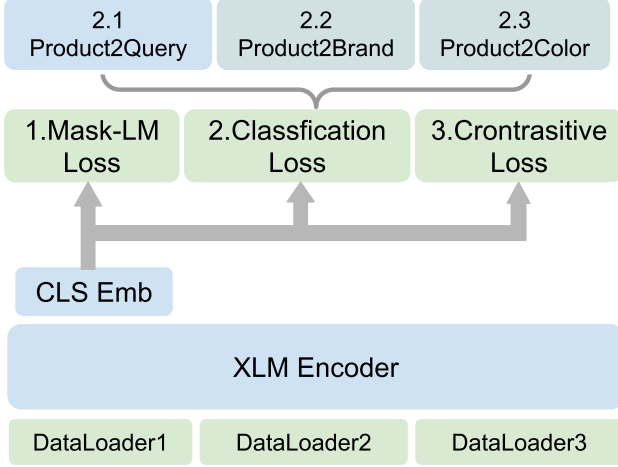 2.1
Product2Query
2.2
Product2Brand
2.3
Product2Color
1.Mask-LM
Loss
2.Classfication
Loss
3.Crontrasitive
Loss
CLS Emb
XLM Encoder
DataLoader1
DataLoader2
DataLoader3